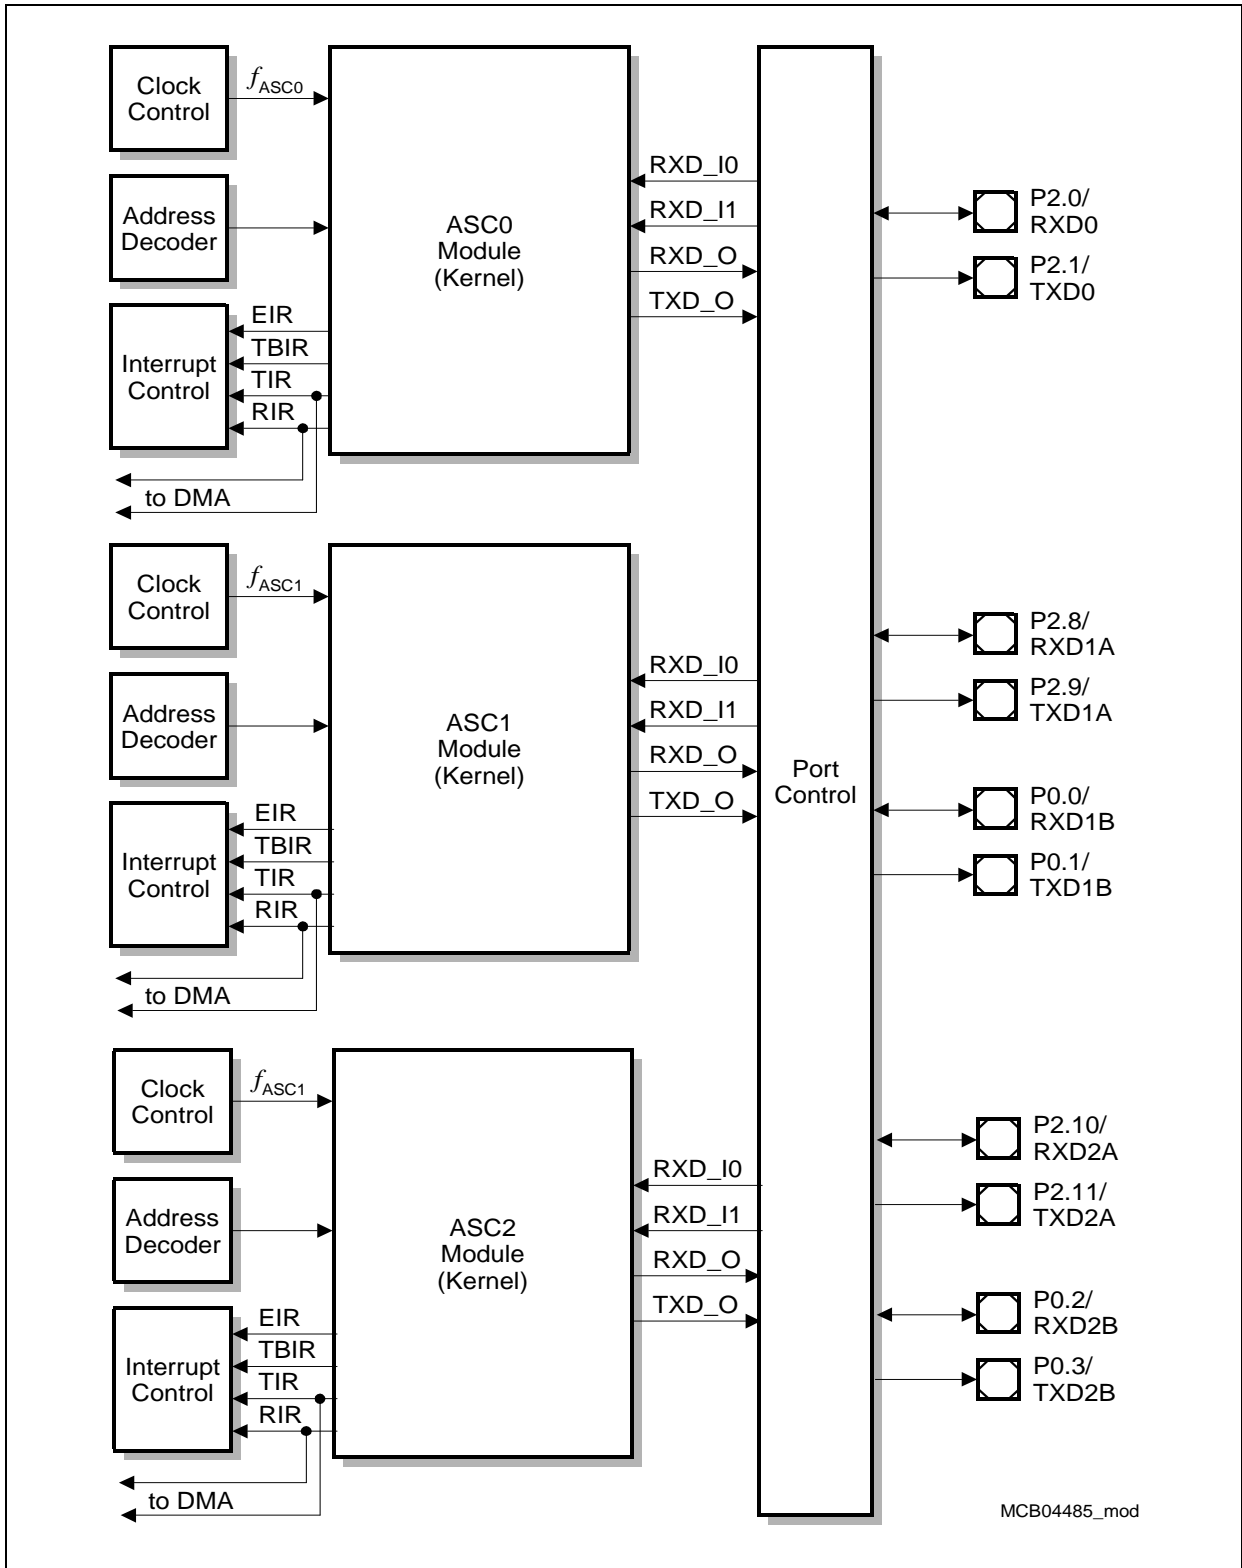 Clock
Control
fASC0
Address
Decoder
Interrupt
Control
EIR
TBIR
TIR
RIR
to DMA
ASC0
Module
(Kernel)
RXD_I0
RXD_I1
RXD_O
TXD_O
P2.0/
RXD0
P2.1/
TXD0
Clock
Control
fASC1
Address
Decoder
Interrupt
Control
EIR
TBIR
TIR
RIR
to DMA
ASC1
Module
(Kernel)
RXD_I0
RXD_I1
RXD_O
TXD_O
Port
Control
P2.8/
RXD1A
P2.9/
TXD1A
P0.0/
RXD1B
P0.1/
TXD1B
Clock
Control
fASC1
Address
Decoder
Interrupt
Control
EIR
TBIR
TIR
RIR
to DMA
ASC2
Module
(Kernel)
RXD_I0
RXD_I1
RXD_O
TXD_O
P2.10/
RXD2A
P2.11/
TXD2A
P0.2/
RXD2B
P0.3/
TXD2B
MCB04485_mod